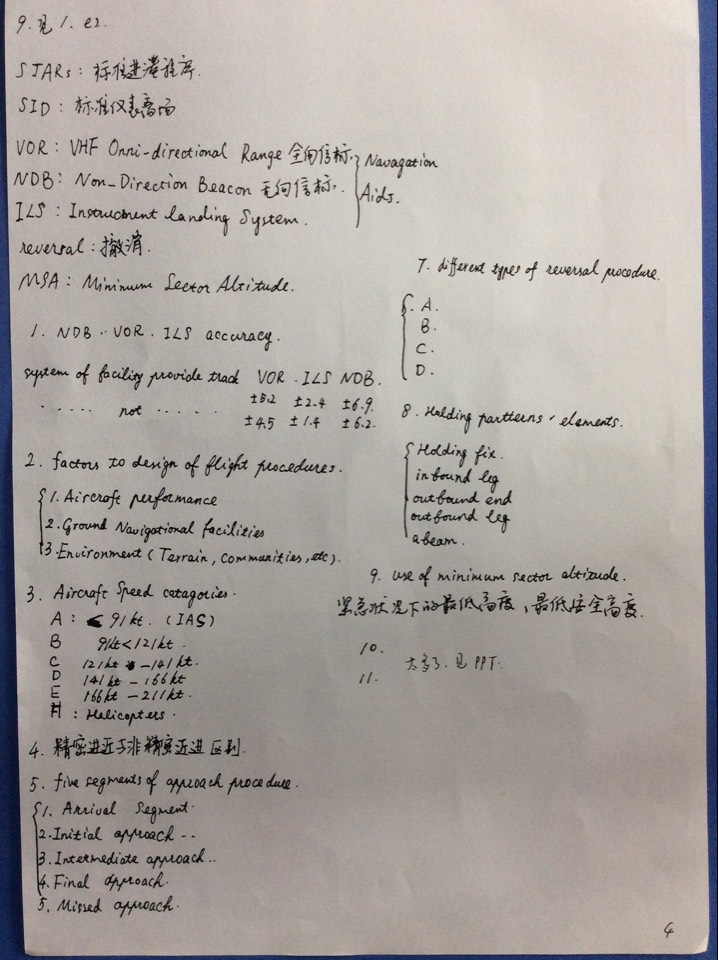 9. 见 1. e2.
STARs: 标准进港程序.
SID: 标准仪表离场
VOR: VHF Onni-directional Range 全向信标.
NDB: Non-Direction Beacon 无向信标.
Navagation
Aids.
ILS: Instrucment landing System.
reversal: 撤消.
MSA: Mininum Sector Altitude.
1. NDB. VOR. ILS accuracy.
system of facility provide track VOR. ILS NDB.
±5.2 ±2.4 ±6.9.
..... not .....
±4.5 ±1.4 ±6.2.
2. factors to design of flight procedures.
1. Aircraft performance
2. Ground Navigational facilities
3. Environment (Terrain, communities, etc).
3. Aircraft Speed catagories.
A: < 91kt. (IAS)
B 91kt < 121kt.
C 121kt - 141kt.
D 141kt - 166kt
E 166kt - 211kt.
H: Helicopters.
4. 精密进近与非精密近进区别.
5. five segments of approach procedure.
1. Arrival Segment.
2. Initial approach..
3. Intermediate approach..
4. Final approach.
5. Missed approach.
7. different types of reversal procedure.
A.
B.
C.
D.
8. Holding partterns' elements.
Holding fix.
inbound leg
outbound end
outbound leg
abeam.
9. use of minimum sector altitude.
紧急状况下的最低高度, 最低安全高度.
10.
太多了. 见 PPT.
11.
4